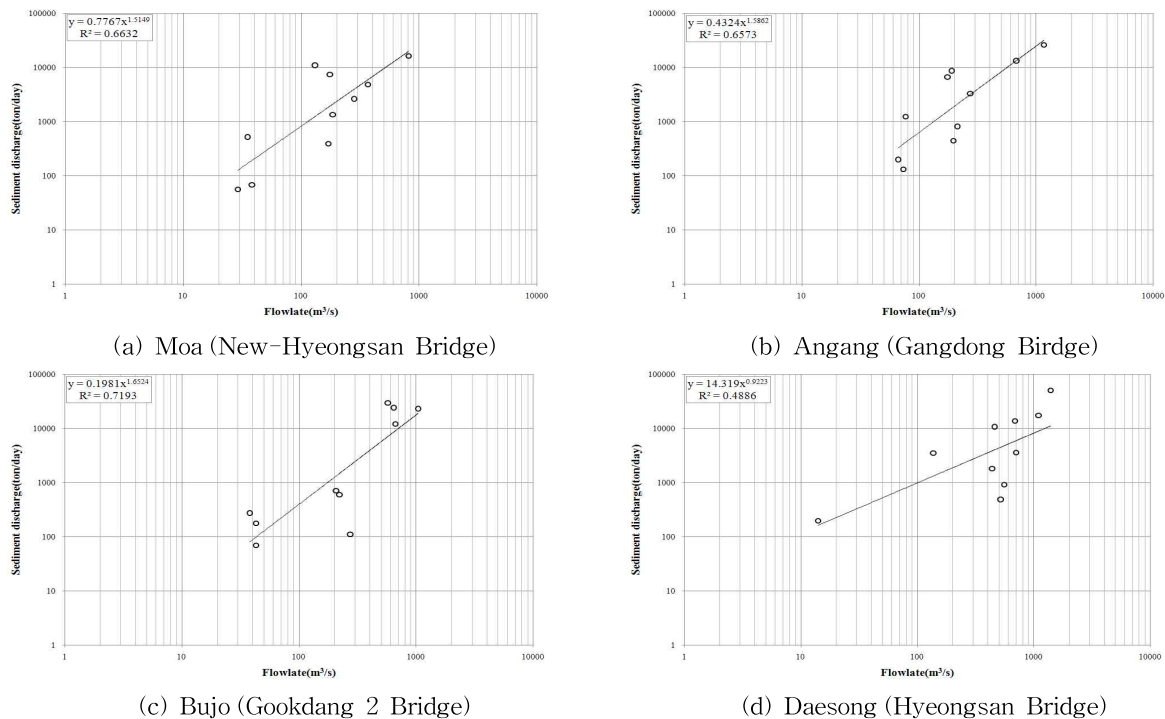 y = 0.7767x^1.5149
R² = 0.6632
100000
10000
1000
100
10
1
1 10 100 1000 10000
Sediment discharge(ton/day)
Flowlate(m³/s)
(a) Moa (New-Hyeongsan Bridge)
y = 0.4324x^1.5862
R² = 0.6573
100000
10000
1000
100
10
1
1 10 100 1000 10000
Sediment discharge(ton/day)
Flowlate(m³/s)
(b) Angang (Gangdong Birdge)
y = 0.1981x^1.6524
R² = 0.7193
100000
10000
1000
100
10
1
1 10 100 1000 10000
Sediment discharge(ton/day)
Flowlate(m³/s)
(c) Bujo (Gookdang 2 Bridge)
y = 14.319x^0.9223
R² = 0.4886
100000
10000
1000
100
10
1
1 10 100 1000 10000
Sediment discharge(ton/day)
Flowlate(m³/s)
(d) Daesong (Hyeongsan Bridge)